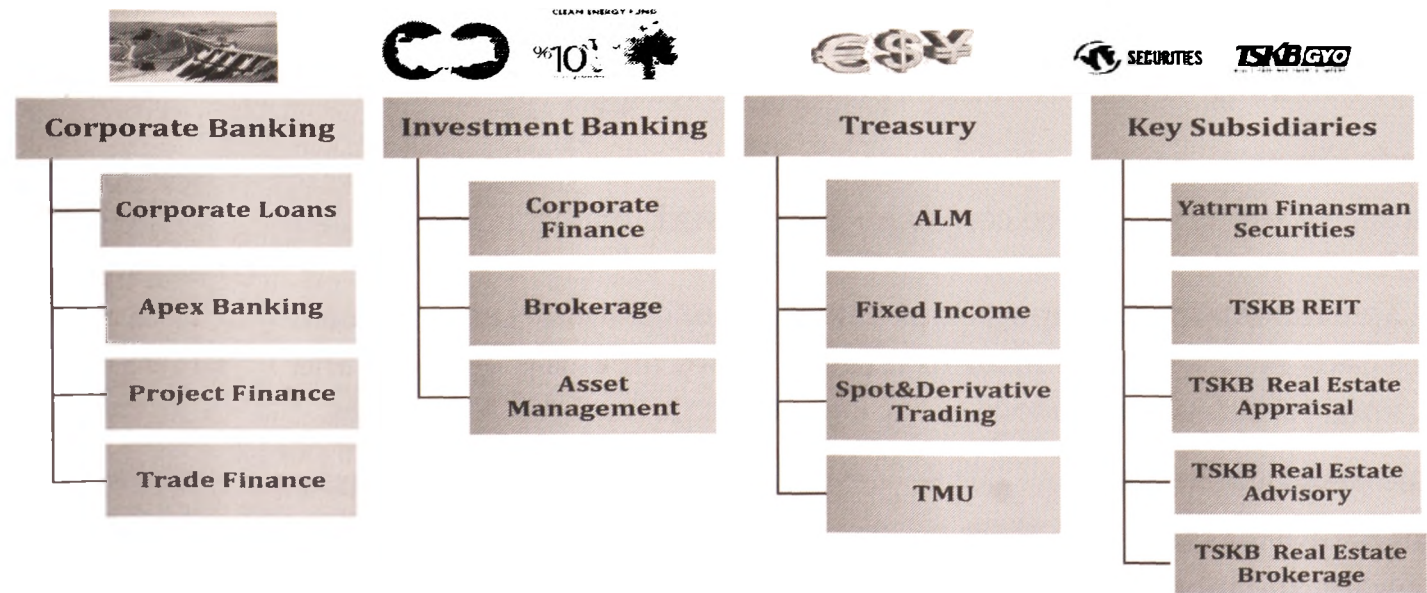 CLEAN ENERGY FUND
%10
SECURITIES
TSKB GYO
Corporate Banking
Corporate Loans
Apex Banking
Project Finance
Trade Finance
Investment Banking
Corporate
Finance
Brokerage
Asset
Management
Treasury
ALM
Fixed Income
Spot&Derivative
Trading
TMU
Key Subsidiaries
Yatırım Finansman
Securities
TSKB REIT
TSKB Real Estate
Appraisal
TSKB Real Estate
Advisory
TSKB Real Estate
Brokerage